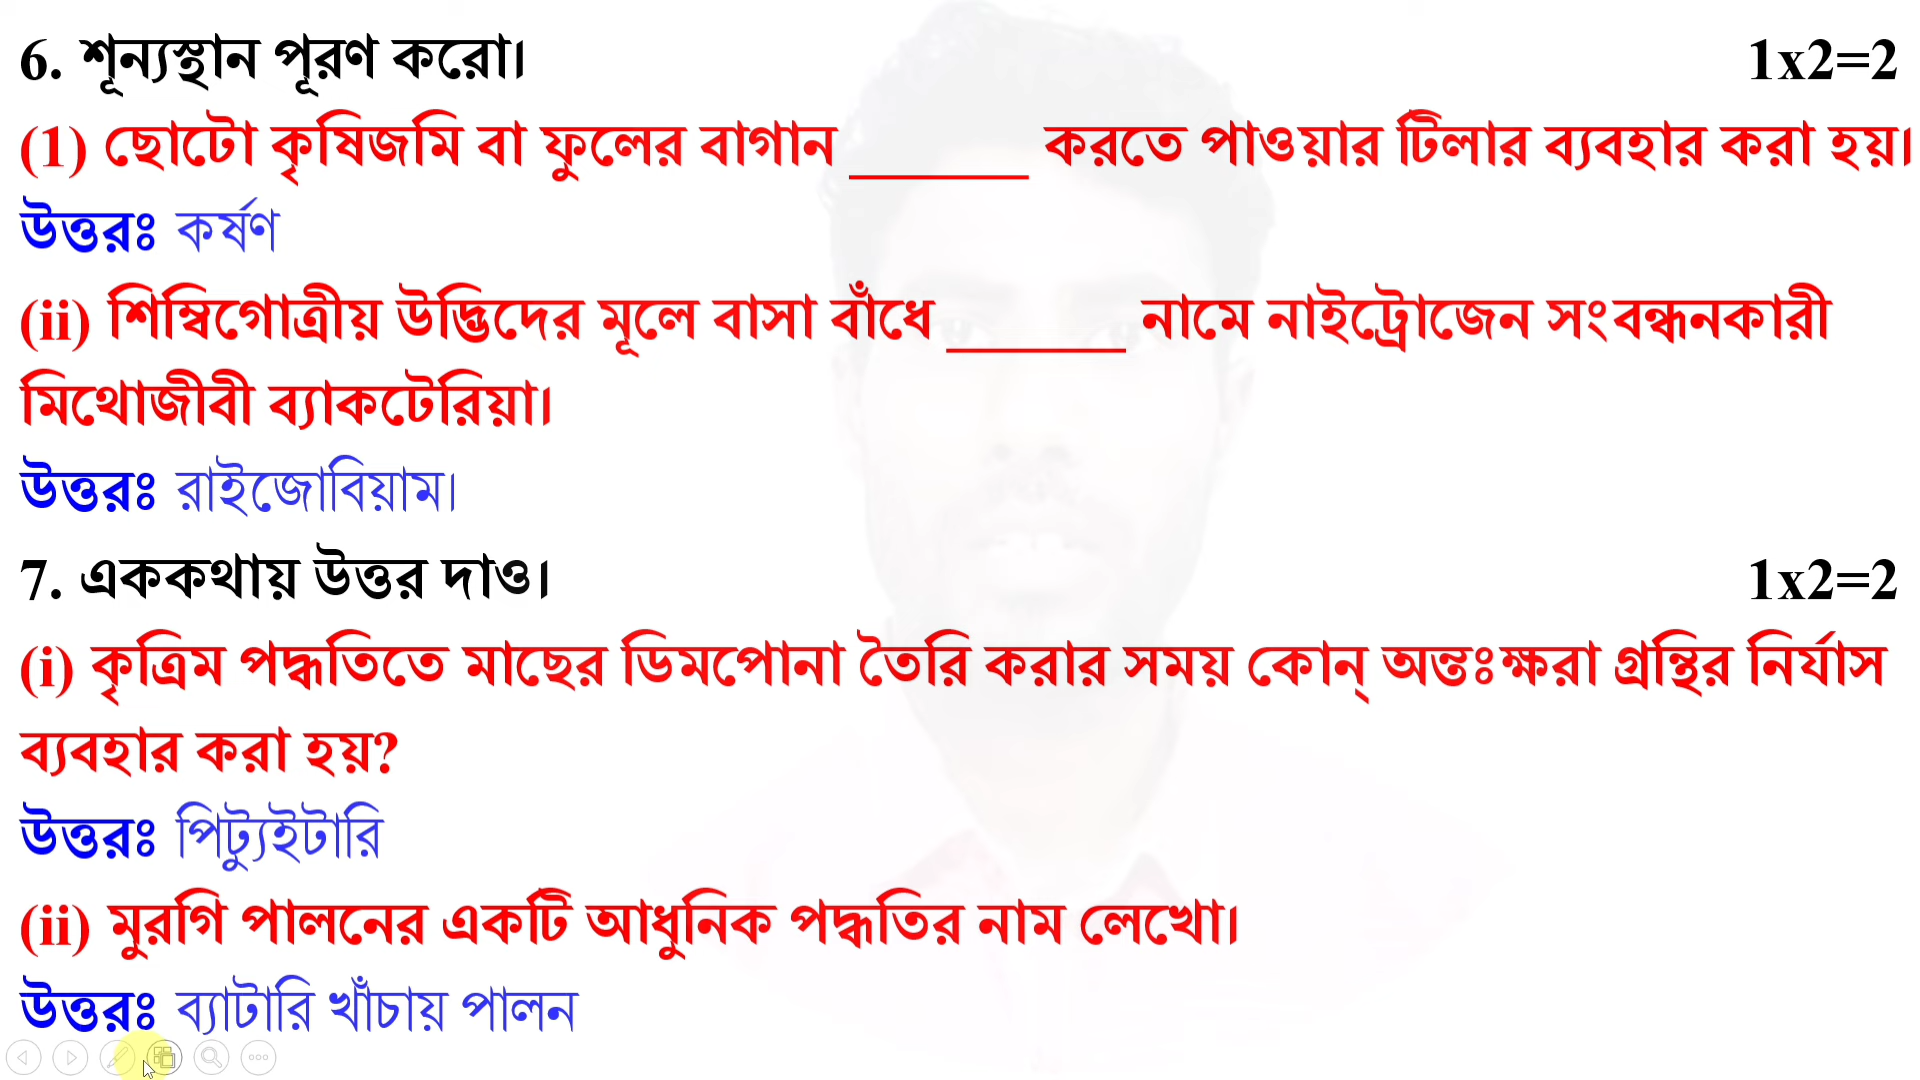 6. শূন্যস্থান পূরণ করো। 1x2=2
(1) ছোটো কৃষিজমি বা ফুলের বাগান ______ করতে পাওয়ার টিলার ব্যবহার করা হয়।
উত্তরঃ কর্ষণ
(ii) শিম্বিগোত্রীয় উদ্ভিদের মূলে বাসা বাঁধে ______ নামে নাইট্রোজেন সংবন্ধনকারী
মিথোজীবী ব্যাকটেরিয়া।
উত্তরঃ রাইজোবিয়াম।
7. এককথায় উত্তর দাও। 1x2=2
(i) কৃত্রিম পদ্ধতিতে মাছের ডিমপোনা তৈরি করার সময় কোন্ অন্তঃক্ষরা গ্রন্থির নির্যাস
ব্যবহার করা হয়?
উত্তরঃ পিট্যুইটারি
(ii) মুরগি পালনের একটি আধুনিক পদ্ধতির নাম লেখো।
উত্তরঃ ব্যাটারি খাঁচায় পালন